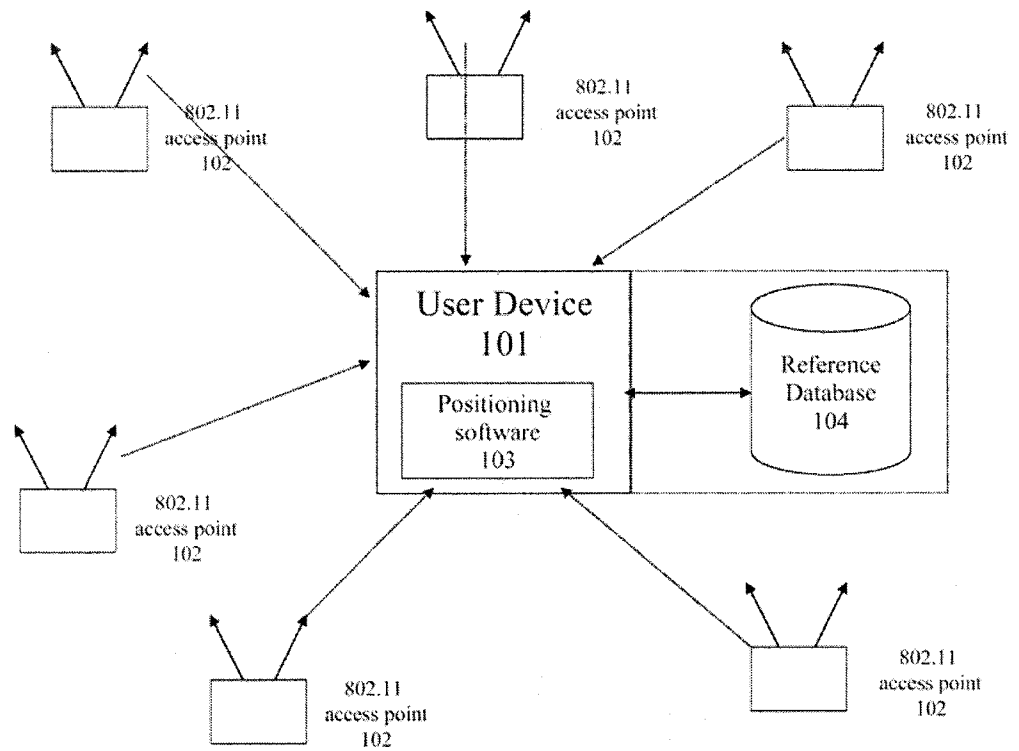 802.11
access point
102
802.11
access point
102
802.11
access point
102
User Device
101
Positioning
software
103
Reference
Database
104
802.11
access point
102
802.11
access point
102
802.11
access point
102